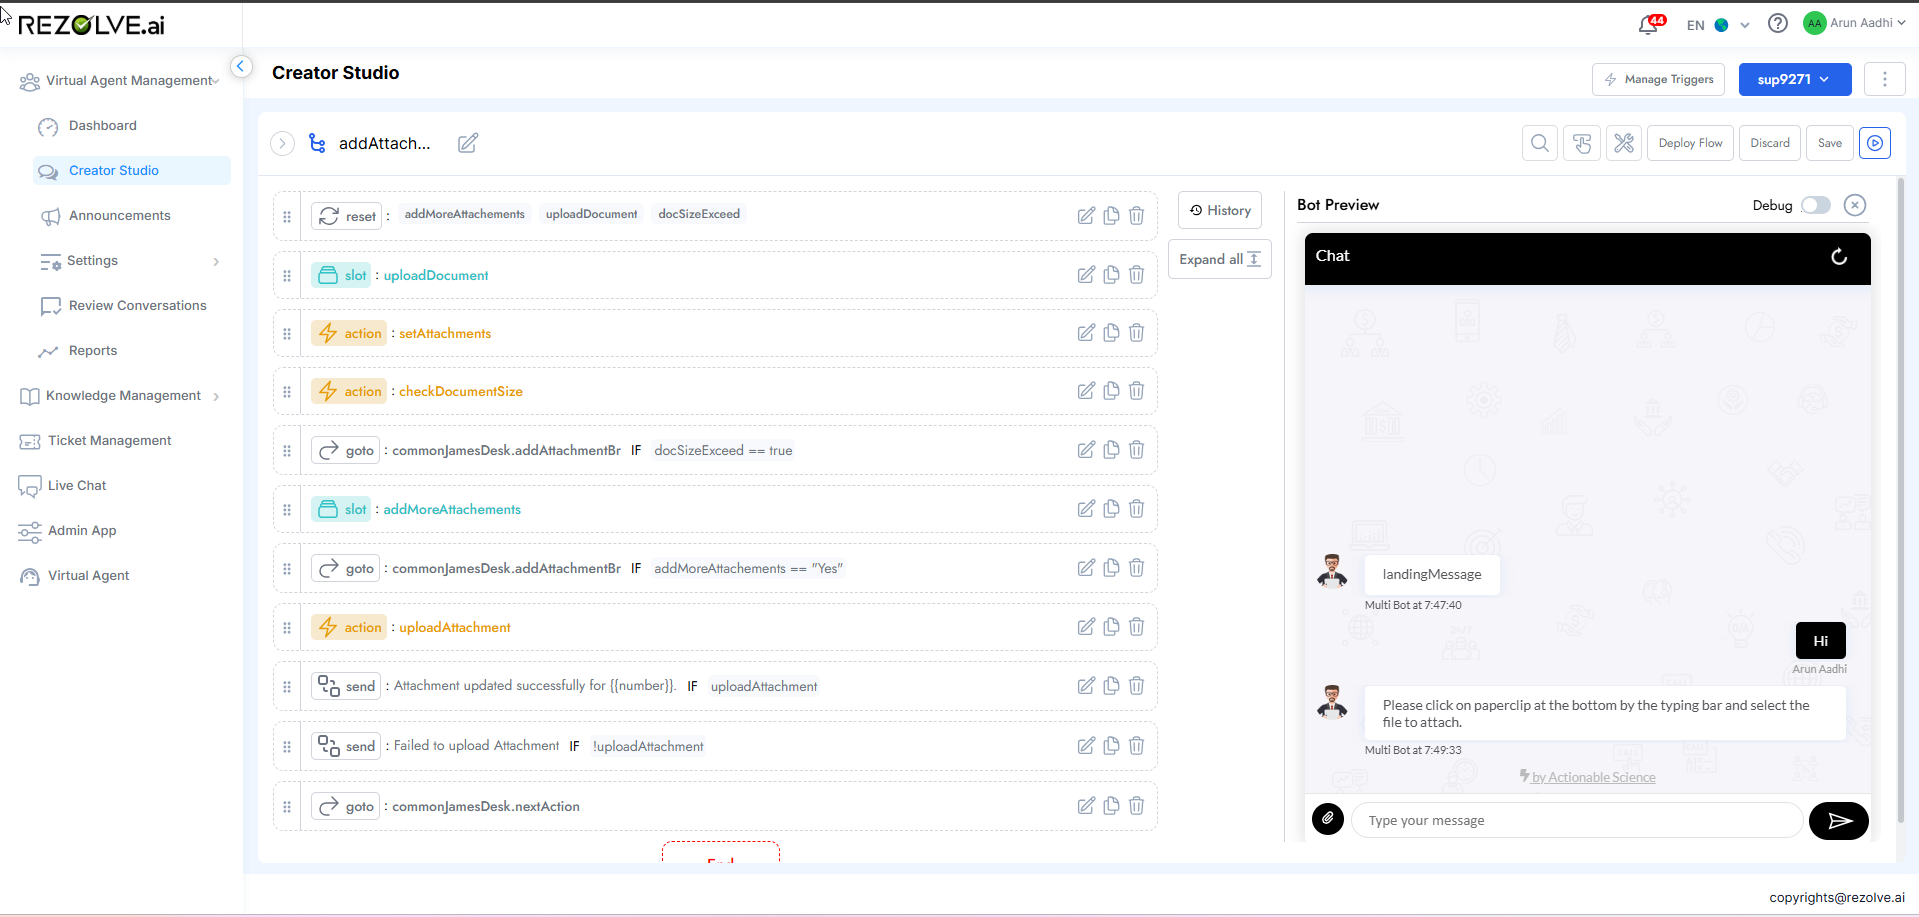 REZOLVE.ai
44
EN
AA
Arun Aadhi
Virtual Agent Management
Dashboard
Creator Studio
Announcements
Settings
Review Conversations
Reports
Knowledge Management
Ticket Management
Live Chat
Admin App
Virtual Agent
Creator Studio
Manage Triggers
sup9271
addAttach...
Deploy Flow
Discard
Save
reset : addMoreAttachements uploadDocument docSizeExceed
slot : uploadDocument
action : setAttachments
action : checkDocumentSize
goto : commonJamesDesk.addAttachmentBr IF docSizeExceed == true
slot : addMoreAttachements
goto : commonJamesDesk.addAttachmentBr IF addMoreAttachements == "Yes"
action : uploadAttachment
send : Attachment updated successfully for {{number}}. IF uploadAttachment
send : Failed to upload Attachment IF !uploadAttachment
goto : commonJamesDesk.nextAction
End
History
Expand all
Bot Preview
Debug
Chat
landingMessage
Multi Bot at 7:47:40
Hi
Arun Aadhi
Please click on paperclip at the bottom by the typing bar and select the
file to attach.
Multi Bot at 7:49:33
by Actionable Science
Type your message
copyrights@rezolve.ai